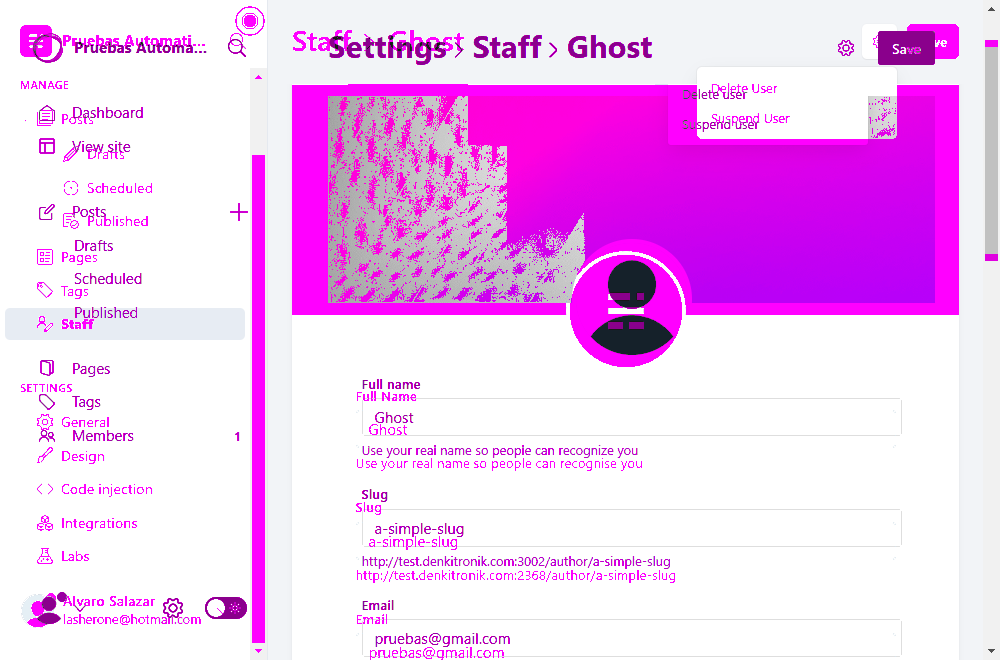 Pruebas Automati...
Pruebas Automa...
Staff › Ghost
Settings › Staff › Ghost
Save
Delete User
Delete user
Suspend User
Suspend user
MANAGE
Dashboard
Posts
View site
Drafts
Scheduled
Posts
Published
Drafts
Pages
Scheduled
Tags
Published
Staff
Pages
SETTINGS
Tags
General
Members 1
Design
Code injection
Integrations
Labs
Alvaro Salazar
lasherone@hotmail.com
Full name
Full Name
Ghost
Ghost
Use your real name so people can recognize you
Use your real name so people can recognise you
Slug
Slug
a-simple-slug
a-simple-slug
http://test.denkitronik.com:3002/author/a-simple-slug
http://test.denkitronik.com:2368/author/a-simple-slug
Email
Email
pruebas@gmail.com
pruebas@gmail.com